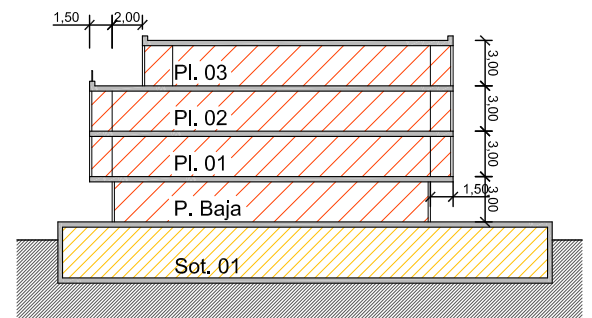 1,50 2,00
Pl. 03
3,00
Pl. 02
3,00
Pl. 01
3,00
P. Baja
1,50
3,00
Sot. 01